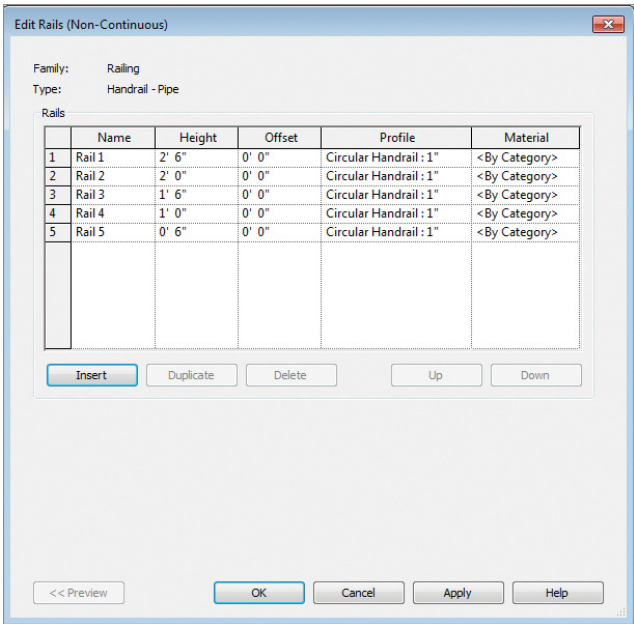 Edit Rails (Non-Continuous)
Family: Railing
Type: Handrail - Pipe
Rails
Name Height Offset Profile Material
1 Rail 1 2' 6" 0' 0" Circular Handrail : 1" <By Category>
2 Rail 2 2' 0" 0' 0" Circular Handrail : 1" <By Category>
3 Rail 3 1' 6" 0' 0" Circular Handrail : 1" <By Category>
4 Rail 4 1' 0" 0' 0" Circular Handrail : 1" <By Category>
5 Rail 5 0' 6" 0' 0" Circular Handrail : 1" <By Category>
Insert Duplicate Delete Up Down
<< Preview OK Cancel Apply Help